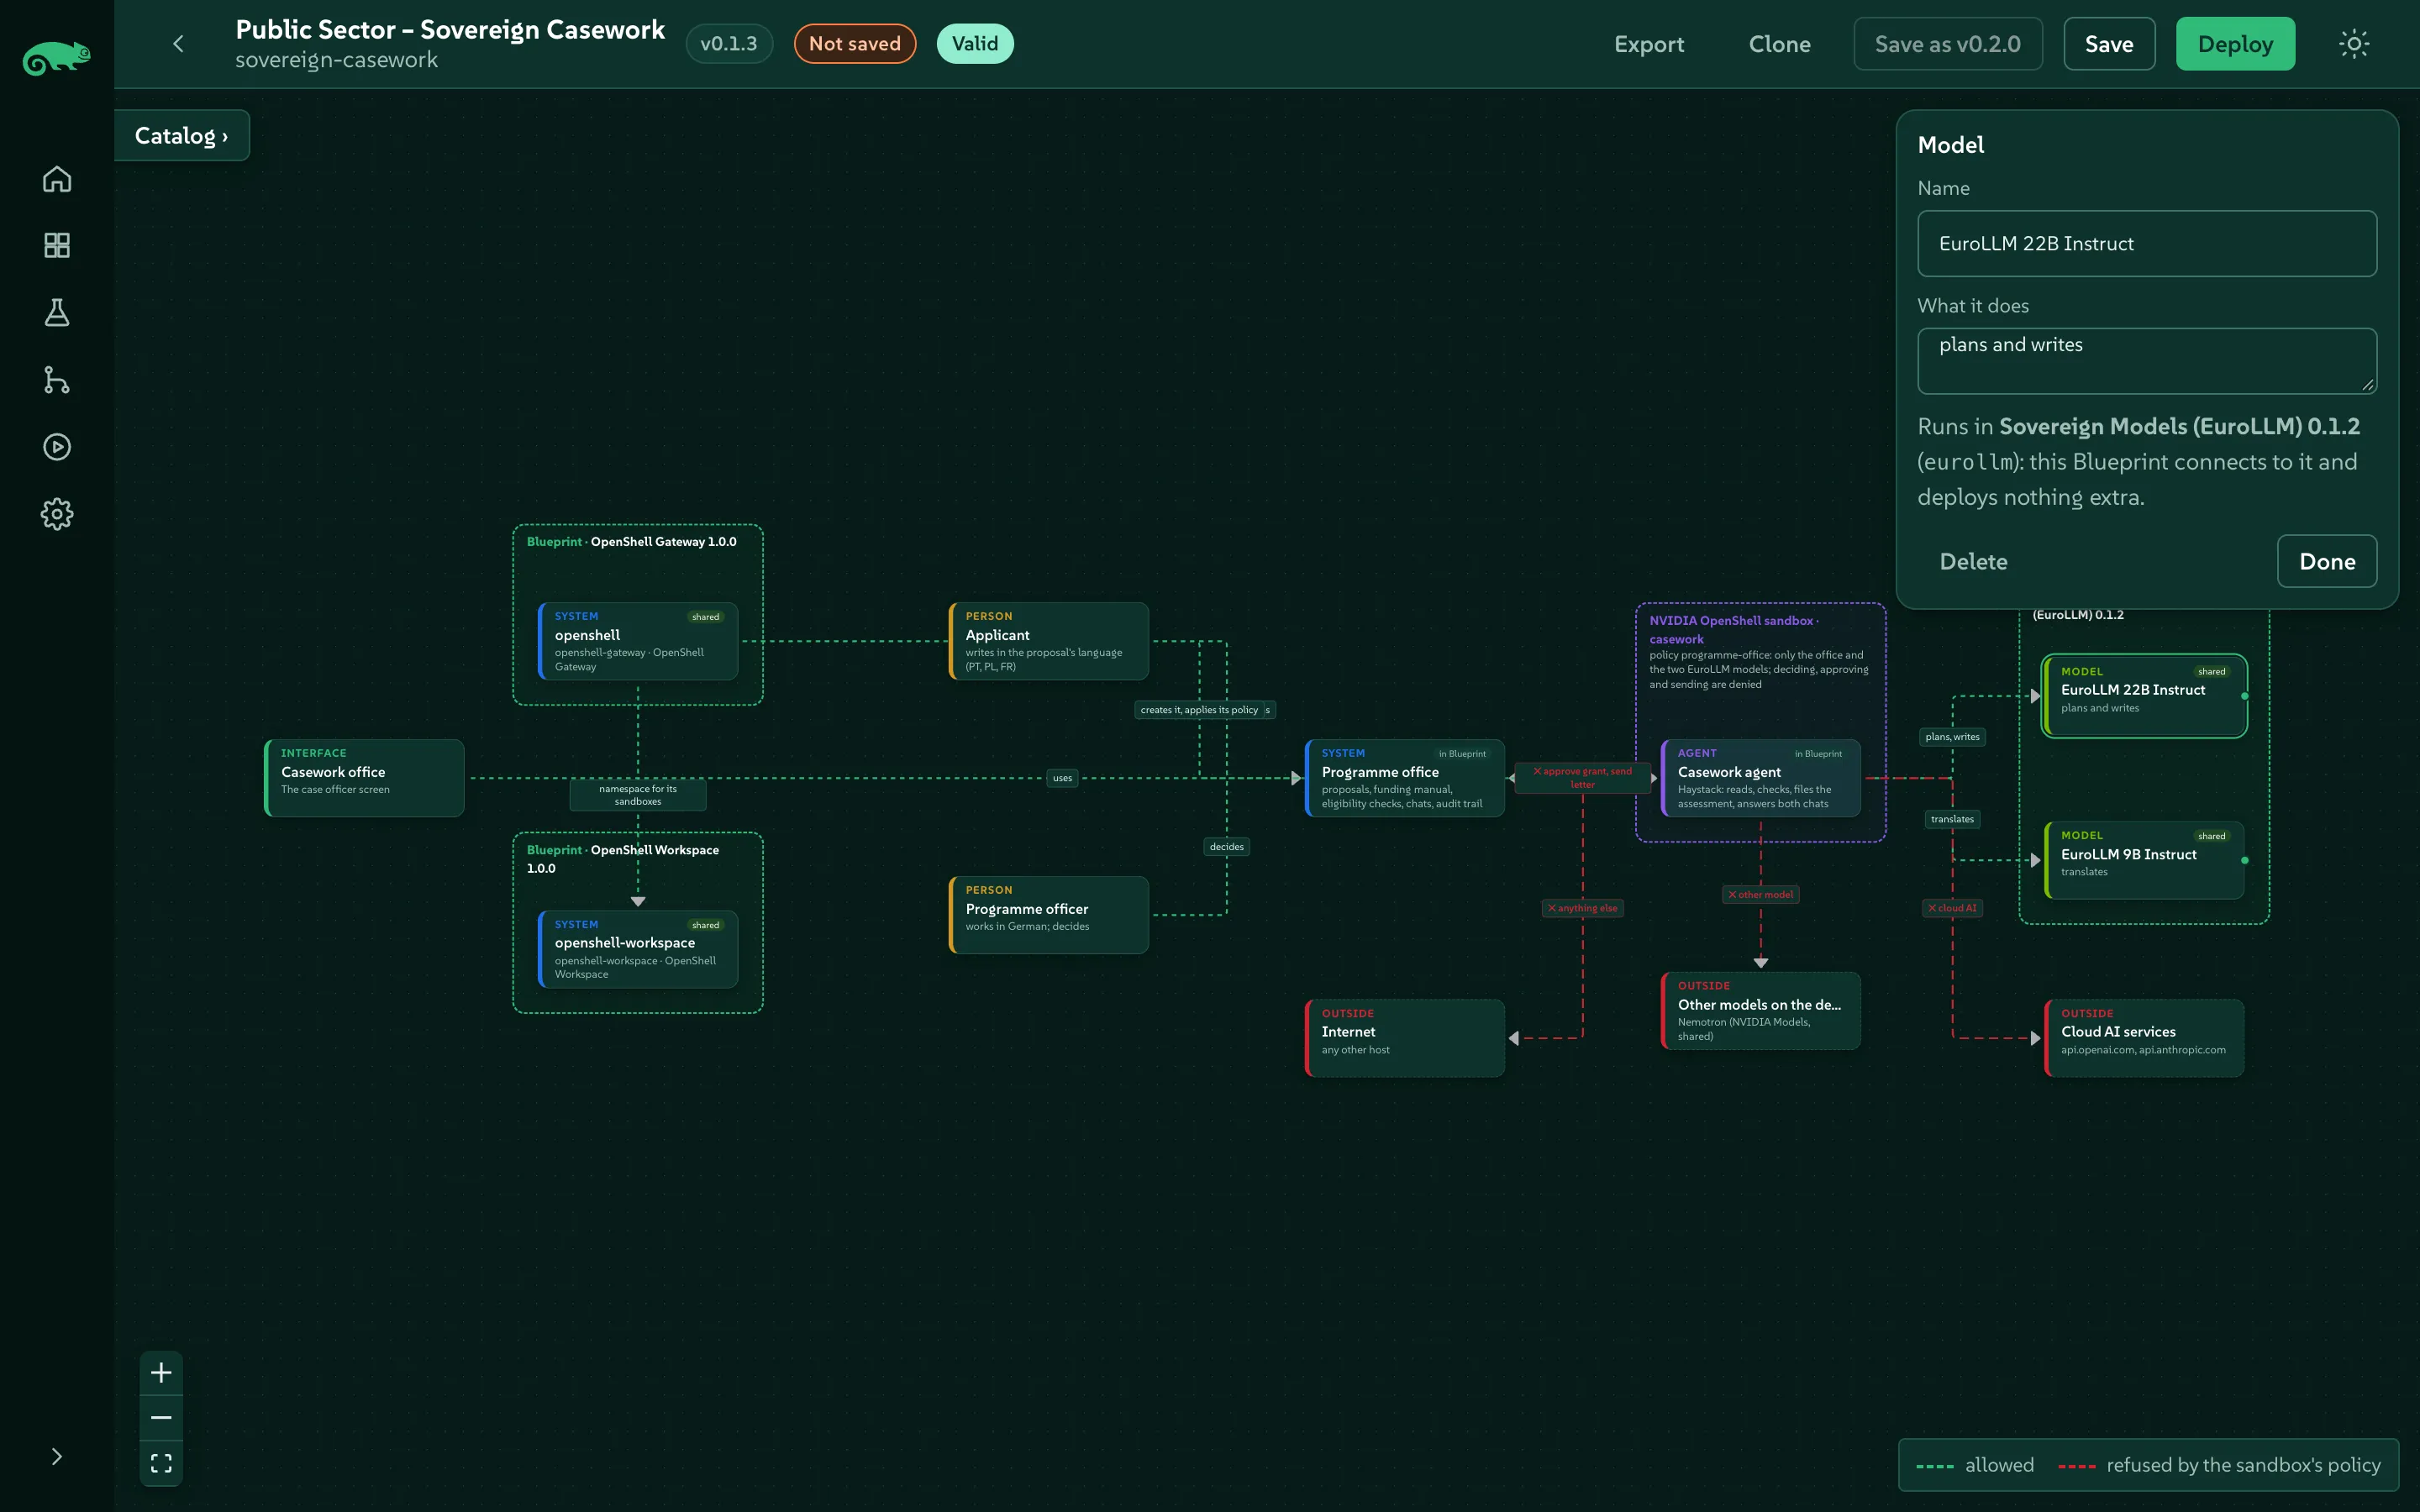 Public Sector – Sovereign Casework
sovereign-casework
v0.1.3
Not saved
Valid
Export
Clone
Save as v0.2.0
Save
Deploy
Catalog ›
Model
Name
EuroLLM 22B Instruct
What it does
plans and writes
Runs in Sovereign Models (EuroLLM) 0.1.2
(eurollm): this Blueprint connects to it and
deploys nothing extra.
Delete
Done
Blueprint · OpenShell Gateway 1.0.0
SYSTEM
shared
openshell
openshell-gateway · OpenShell
Gateway
PERSON
Applicant
writes in the proposal's language
(PT, PL, FR)
creates it, applies its policy
s
NVIDIA OpenShell sandbox ·
casework
policy programme-office: only the office and
the two EuroLLM models; deciding, approving
and sending are denied
(EuroLLM) 0.1.2
MODEL
shared
EuroLLM 22B Instruct
plans and writes
plans, writes
INTERFACE
Casework office
The case officer screen
namespace for its
sandboxes
uses
SYSTEM
in Blueprint
Programme office
proposals, funding manual,
eligibility checks, chats, audit trail
✕ approve grant, send
letter
AGENT
in Blueprint
Casework agent
Haystack: reads, checks, files the
assessment, answers both chats
translates
MODEL
shared
EuroLLM 9B Instruct
translates
Blueprint · OpenShell Workspace
1.0.0
SYSTEM
shared
openshell-workspace
openshell-workspace · OpenShell
Workspace
decides
PERSON
Programme officer
works in German; decides
✕ anything else
✕ other model
✕ cloud AI
OUTSIDE
Internet
any other host
OUTSIDE
Other models on the de...
Nemotron (NVIDIA Models,
shared)
OUTSIDE
Cloud AI services
api.openai.com, api.anthropic.com
allowed
refused by the sandbox's policy